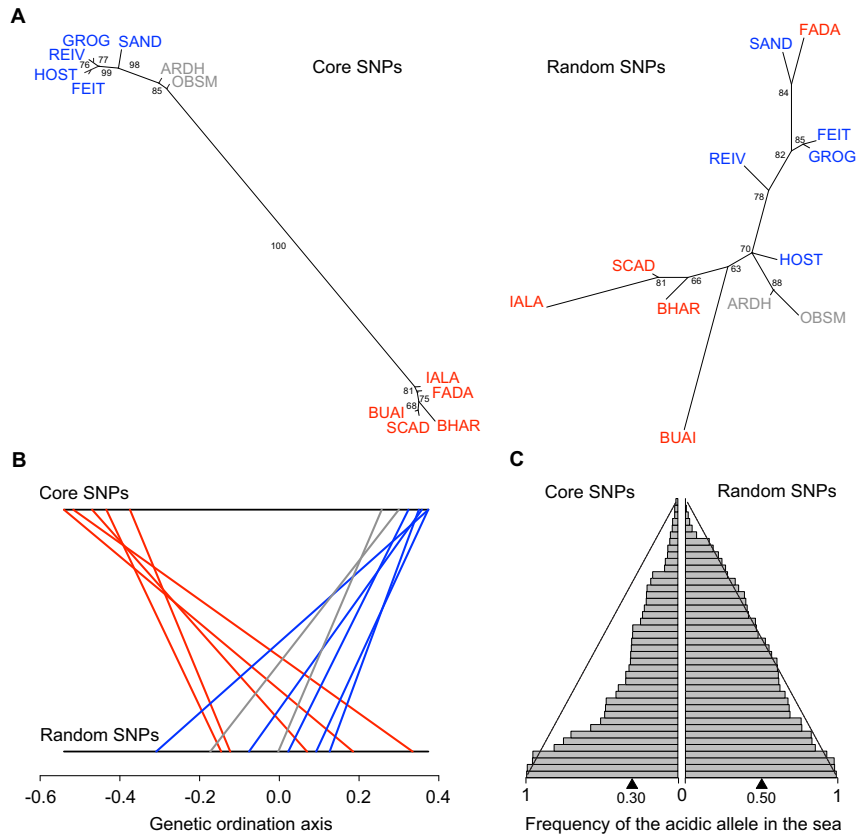 A
Core SNPs
GROG
SAND
REIV
HOST
FEIT
ARDH
OBSM
76
77
99
98
85
100
81
75
68
IALA
FADA
BUAI
SCAD
BHAR
Random SNPs
FADA
SAND
84
85
FEIT
GROG
82
REIV
78
70
HOST
63
SCAD
81
66
IALA
BHAR
88
ARDH
OBSM
BUAI
B
Core SNPs
Random SNPs
-0.6
-0.4
-0.2
0.0
0.2
0.4
Genetic ordination axis
C
Core SNPs
Random SNPs
1
0.30
0
0.50
1
Frequency of the acidic allele in the sea